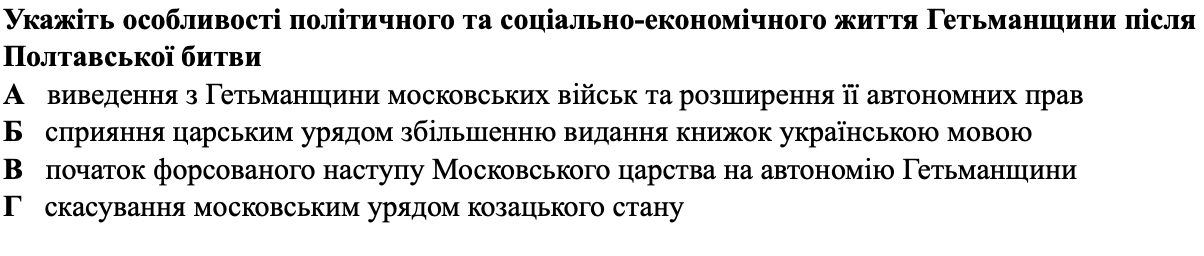 Укажіть особливості політичного та соціально-економічного життя Гетьманщини після
Полтавської битви
А виведення з Гетьманщини московських військ та розширення її автономних прав
Б сприяння царським урядом збільшенню видання книжок українською мовою
В початок форсованого наступу Московського царства на автономію Гетьманщини
Г скасування московським урядом козацького стану